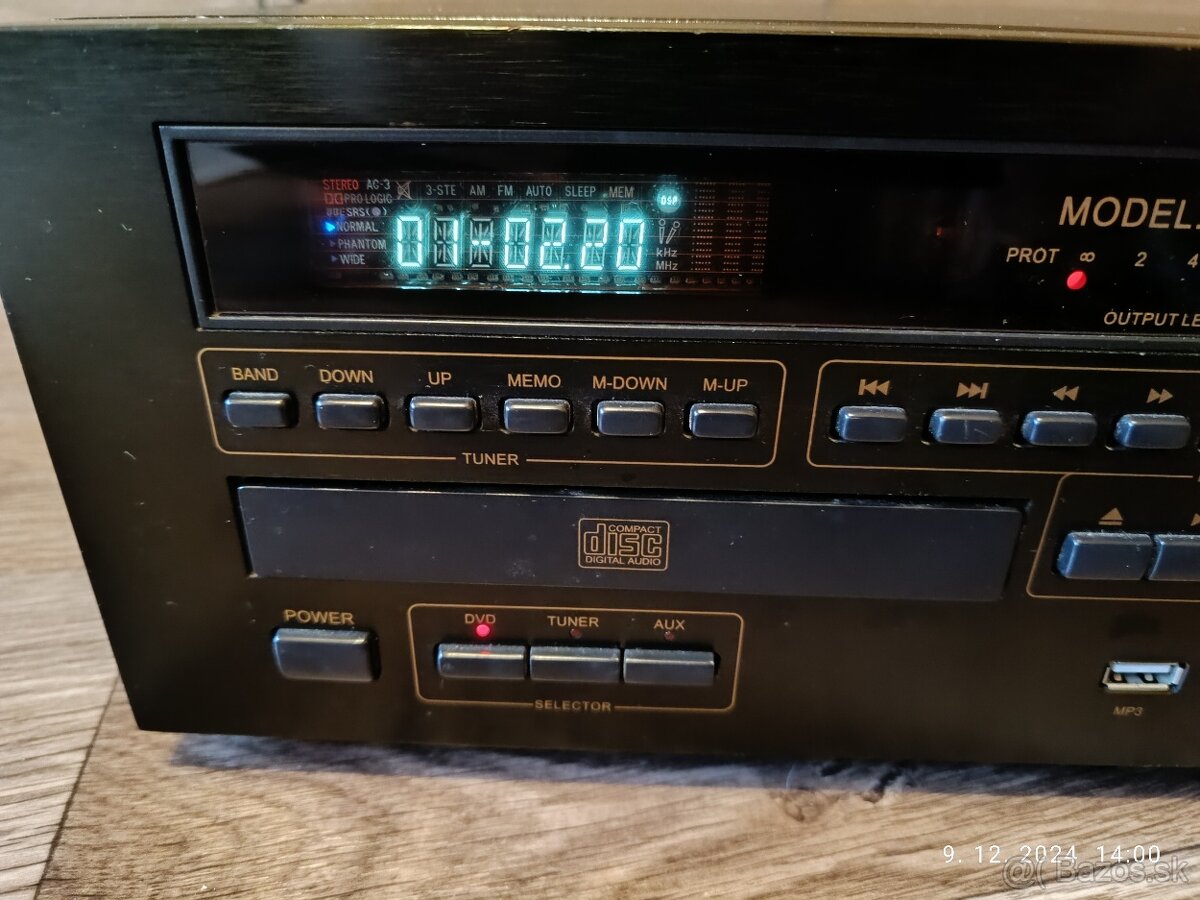 STEREO AC-3 3-STE AM FM AUTO SLEEP MEM DSP
PRO LOGIC
SRS
NORMAL
PHANTOM
WIDE
01-02.20
kHz
MHz
MODEL
PROT ∞ 2 4
OUTPUT LE
BAND DOWN UP MEMO M-DOWN M-UP
TUNER
COMPACT
disc
DIGITAL AUDIO
POWER
DVD TUNER AUX
SELECTOR
MP3
9. 12. 2024 14:00
Bazos.sk